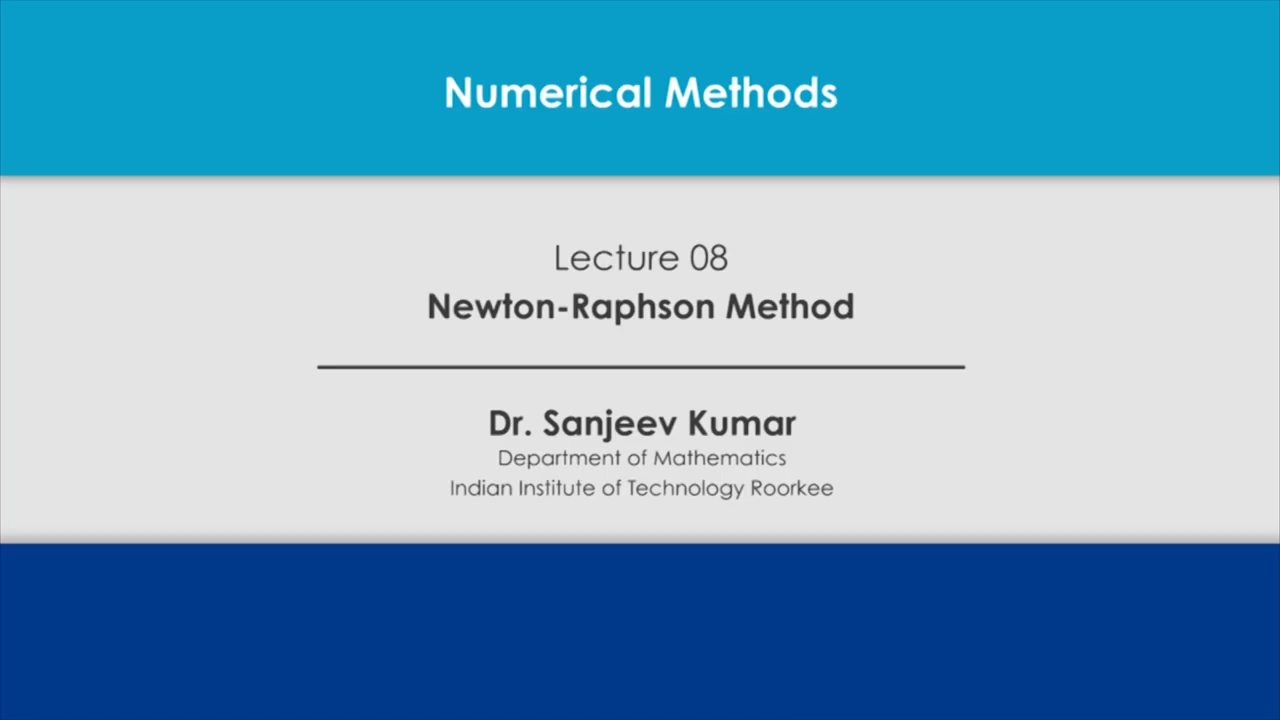 Numerical Methods
Lecture 08
Newton-Raphson Method
Dr. Sanjeev Kumar
Department of Mathematics
Indian Institute of Technology Roorkee